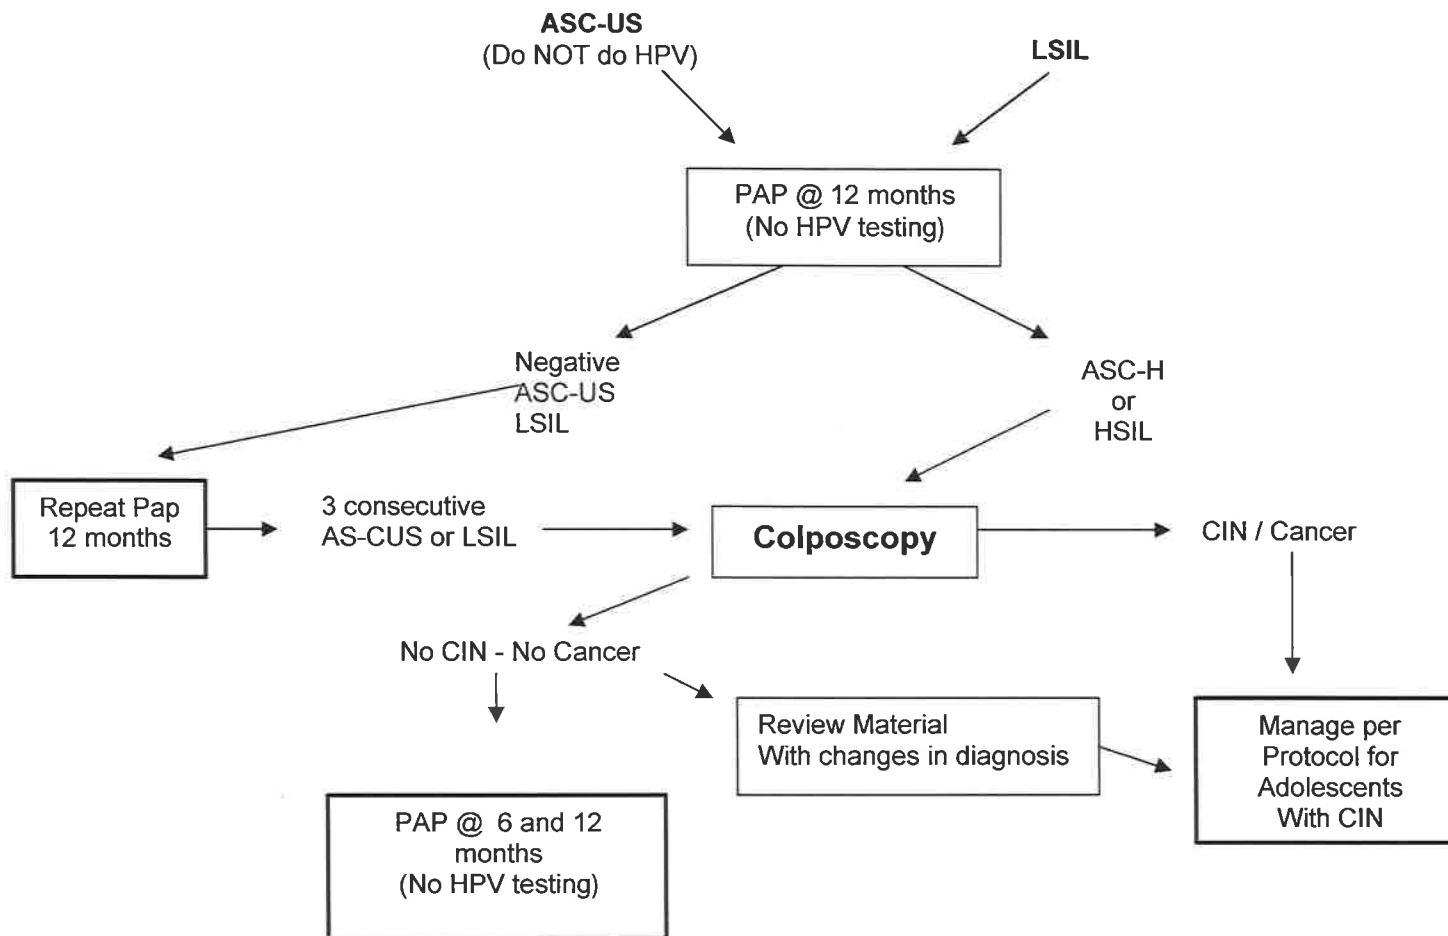 ASC-US
(Do NOT do HPV)
LSIL
PAP @ 12 months
(No HPV testing)
Negative
ASC-US
LSIL
ASC-H
or
HSIL
Repeat Pap
12 months
3 consecutive
AS-CUS or LSIL
Colposcopy
CIN / Cancer
No CIN - No Cancer
Review Material
With changes in diagnosis
Manage per
Protocol for
Adolescents
With CIN
PAP @ 6 and 12
months
(No HPV testing)